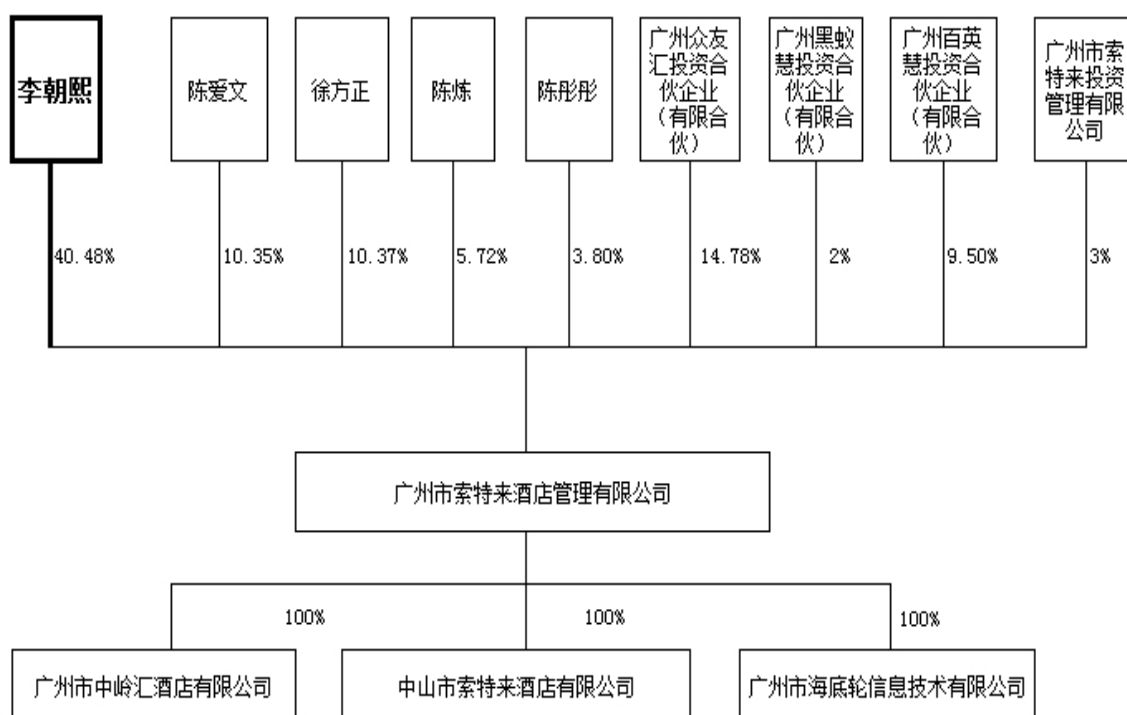 李朝熙
陈爱文
徐方正
陈炼
陈彤彤
广州众友
汇投资合
伙企业
（有限合
伙）
广州黑蚁
慧投资合
伙企业
（有限合
伙）
广州百英
慧投资合
伙企业
（有限合
伙）
广州市索
特来投资
管理有限
公司
40.48%
10.35%
10.37%
5.72%
3.80%
14.78%
2%
9.50%
3%
广州市索特来酒店管理有限公司
100%
100%
100%
广州市中岭汇酒店有限公司
中山市索特来酒店有限公司
广州市海底轮信息技术有限公司